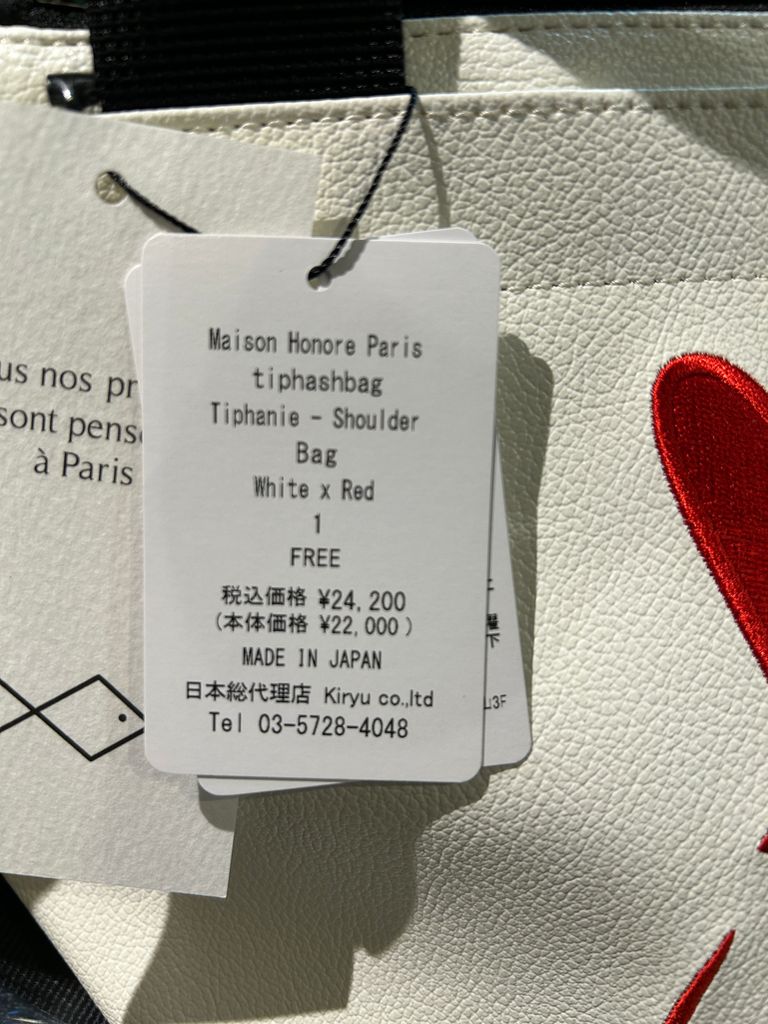 us nos pr
sont pens
à Paris
Maison Honore Paris
tiphashbag
Tiphanie - Shoulder
Bag
White x Red
1
FREE
税込価格 ¥24,200
(本体価格 ¥22,000 )
MADE IN JAPAN
日本総代理店 Kiryu co.,ltd
Tel 03-5728-4048
下
3F